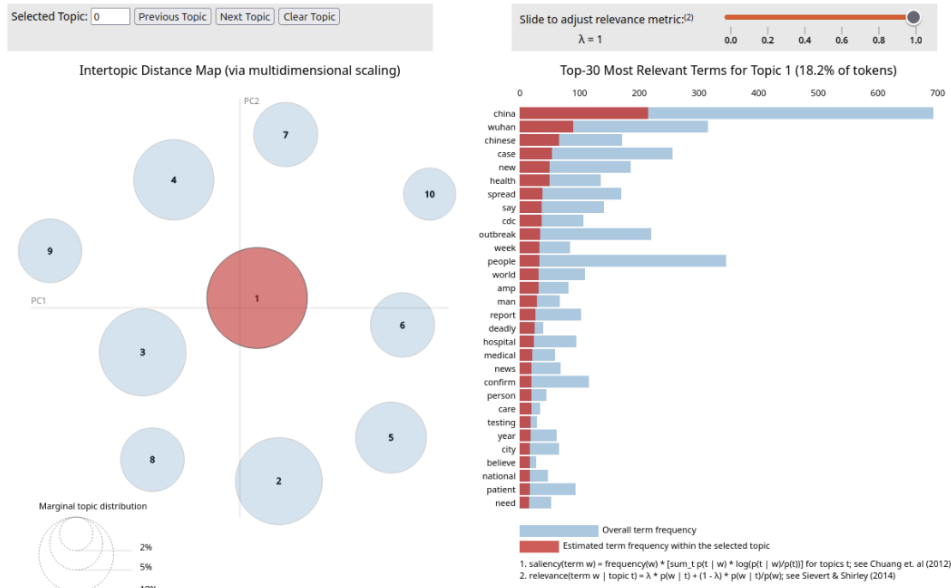 Selected Topic: 0 Previous Topic Next Topic Clear Topic
Slide to adjust relevance metric:(2)
λ = 1
0.0 0.2 0.4 0.6 0.8 1.0
Intertopic Distance Map (via multidimensional scaling)
PC2
PC1
7
4
10
9
1
6
3
5
8
2
Marginal topic distribution
2%
5%
10%
Top-30 Most Relevant Terms for Topic 1 (18.2% of tokens)
0 100 200 300 400 500 600 700
china
wuhan
chinese
case
new
health
spread
say
cdc
outbreak
week
people
world
amp
man
report
deadly
hospital
medical
news
confirm
person
care
testing
year
city
believe
national
patient
need
Overall term frequency
Estimated term frequency within the selected topic
1. saliency(term w) = frequency(w) * [sum_t p(t | w) * log(p(t | w)/p(t))] for topics t; see Chuang et. al (2012)
2. relevance(term w | topic t) = λ * p(w | t) + (1 - λ) * p(w | t)/p(w); see Sievert & Shirley (2014)